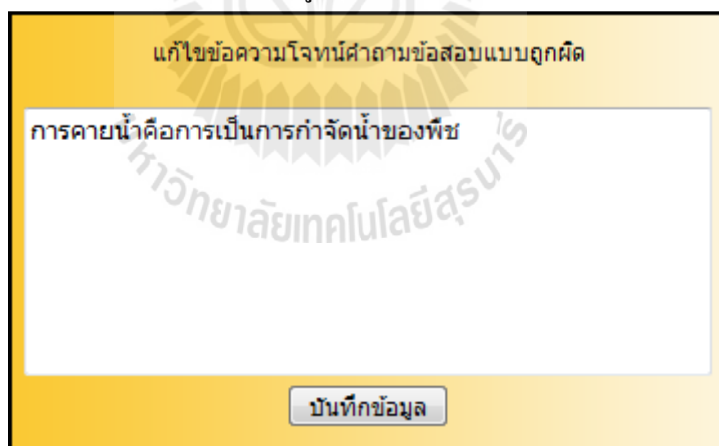 แก้ไขข้อความโจทน์คำถามข้อสอบแบบถูกผิด
การคายน้ำคือการเป็นการกำจัดน้ำของพืช
บันทึกข้อมูล